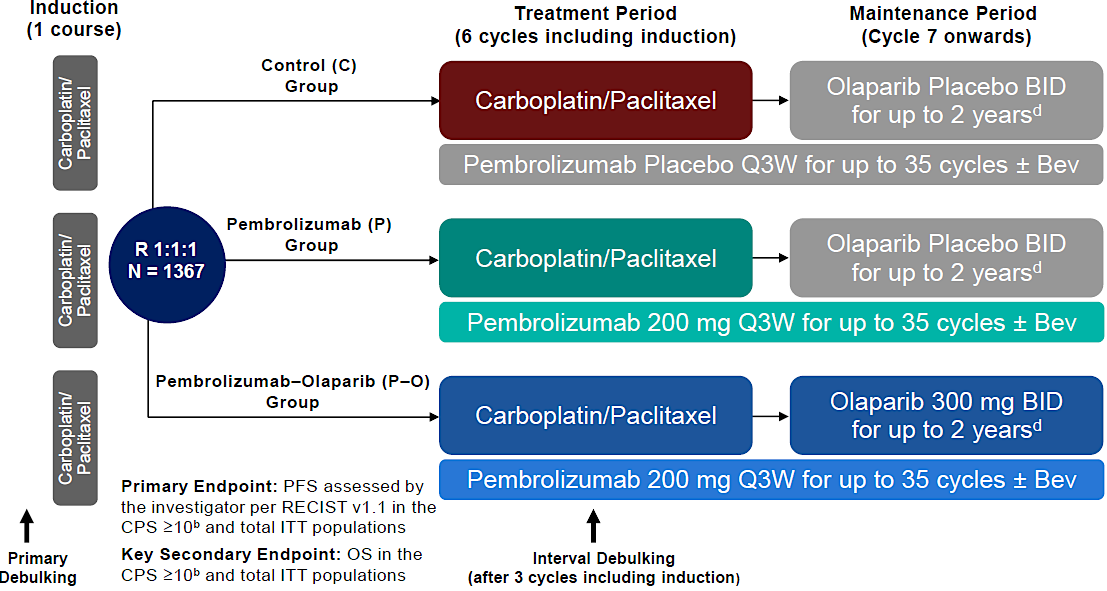 Induction
(1 course)
Treatment Period
(6 cycles including induction)
Maintenance Period
(Cycle 7 onwards)
Carboplatin/
Paclitaxel
Control (C)
Group
Carboplatin/Paclitaxel
Olaparib Placebo BID
for up to 2 yearsᵈ
Pembrolizumab Placebo Q3W for up to 35 cycles ± Bev
Carboplatin/
Paclitaxel
R 1:1:1
N = 1367
Pembrolizumab (P)
Group
Carboplatin/Paclitaxel
Olaparib Placebo BID
for up to 2 yearsᵈ
Pembrolizumab 200 mg Q3W for up to 35 cycles ± Bev
Carboplatin/
Paclitaxel
Pembrolizumab–Olaparib (P–O)
Group
Carboplatin/Paclitaxel
Olaparib 300 mg BID
for up to 2 yearsᵈ
Pembrolizumab 200 mg Q3W for up to 35 cycles ± Bev
Primary Endpoint: PFS assessed by
the investigator per RECIST v1.1 in the
CPS ≥10ᵇ and total ITT populations
Key Secondary Endpoint: OS in the
CPS ≥10ᵇ and total ITT populations
Primary
Debulking
Interval Debulking
(after 3 cycles including induction)